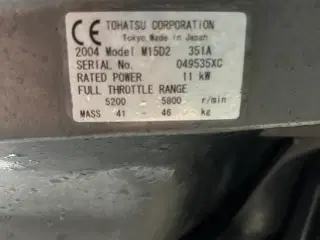 CE TOHATSU CORPORATION
Tokyo Made in Japan
2004 Model M15D2 351A
SERIAL No. 049535XC
RATED POWER 11 kW
FULL THROTTLE RANGE
5200 - 5800 r/min
MASS 41 - 46 kg